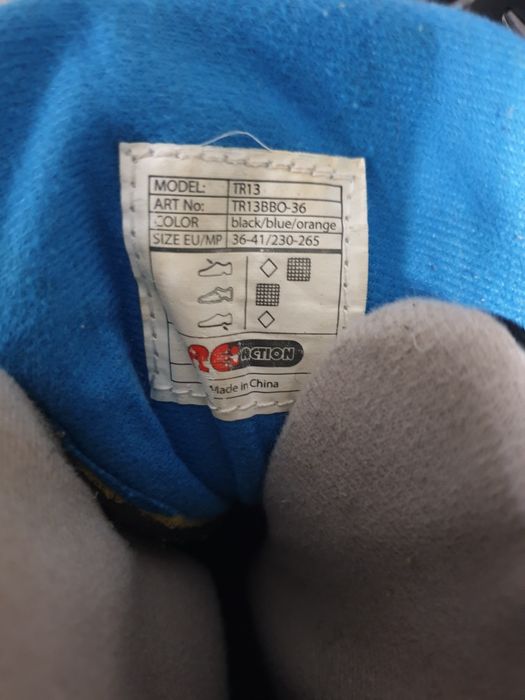 MODEL: TR13
ART No: TR13BBO-36
COLOR black/blue/orange
SIZE EU/MP 36-41/230-265
ACTION
Made in China